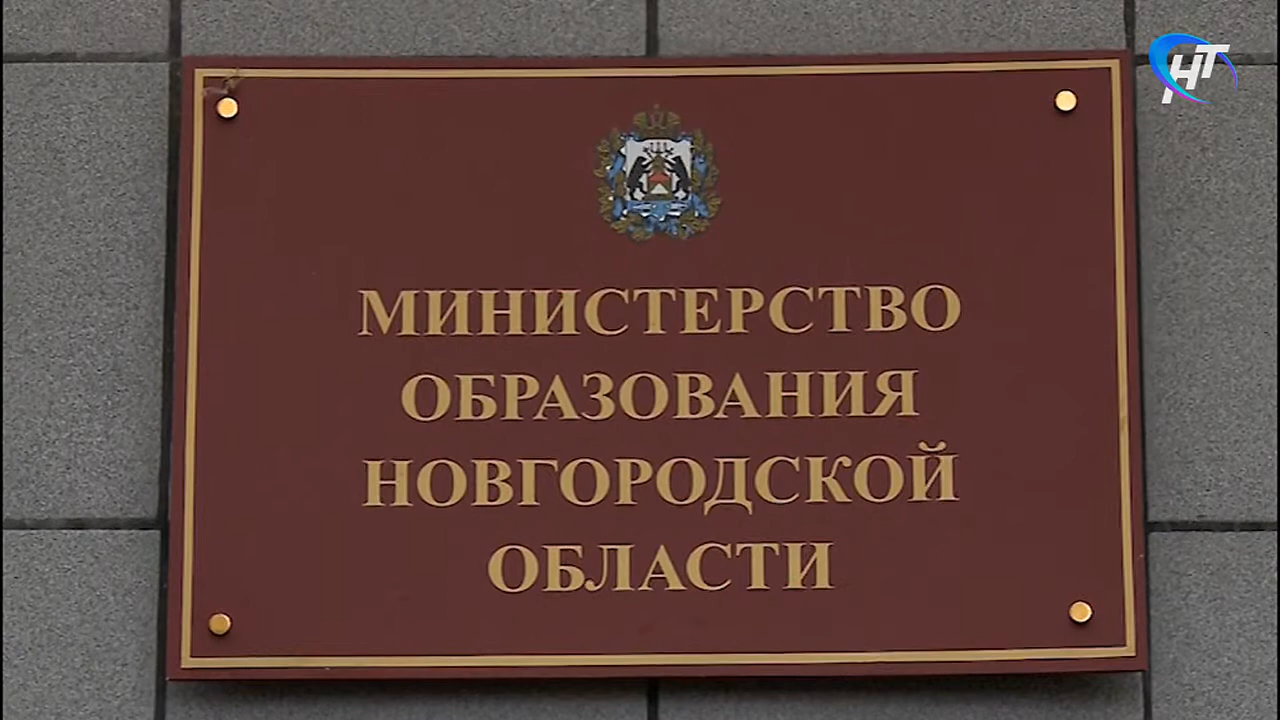 НТ
МИНИСТЕРСТВО
ОБРАЗОВАНИЯ
НОВГОРОДСКОЙ
ОБЛАСТИ